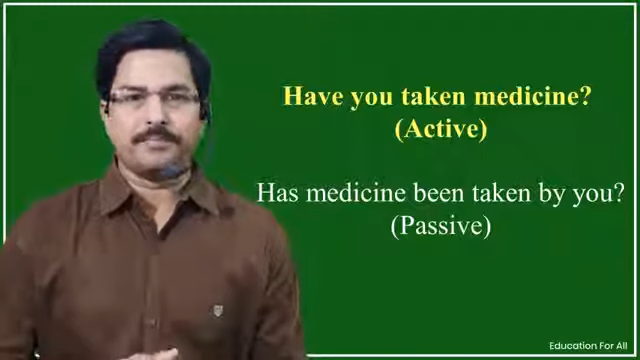 Have you taken medicine?
(Active)
Has medicine been taken by you?
(Passive)
Education For All